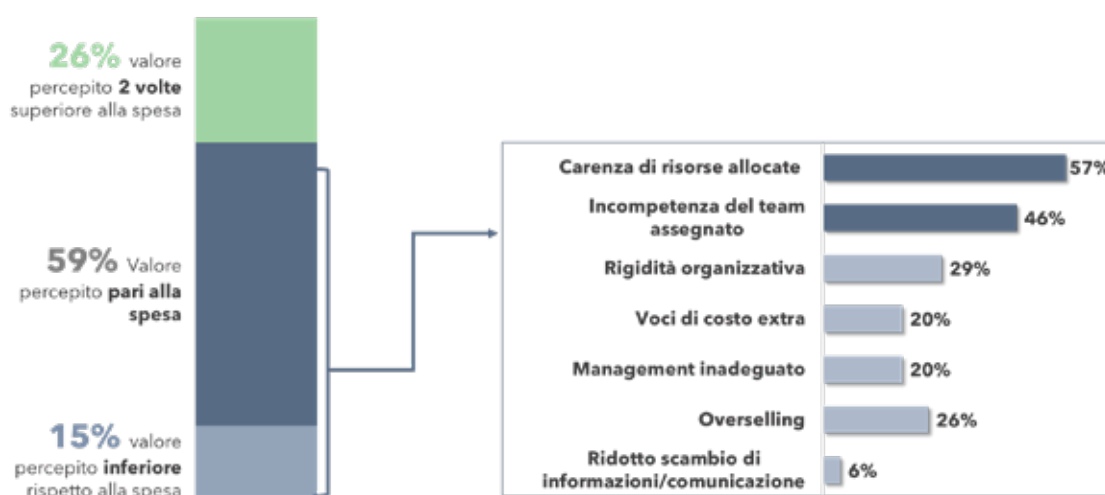 26% valore
percepito 2 volte
superiore alla spesa
59% Valore
percepito pari alla
spesa
15% valore
percepito inferiore
rispetto alla spesa
Carenza di risorse allocate
57%
Incompetenza del team
assegnato
46%
Rigidità organizzativa
29%
Voci di costo extra
20%
Management inadeguato
20%
Overselling
26%
Ridotto scambio di
informazioni/comunicazione
6%